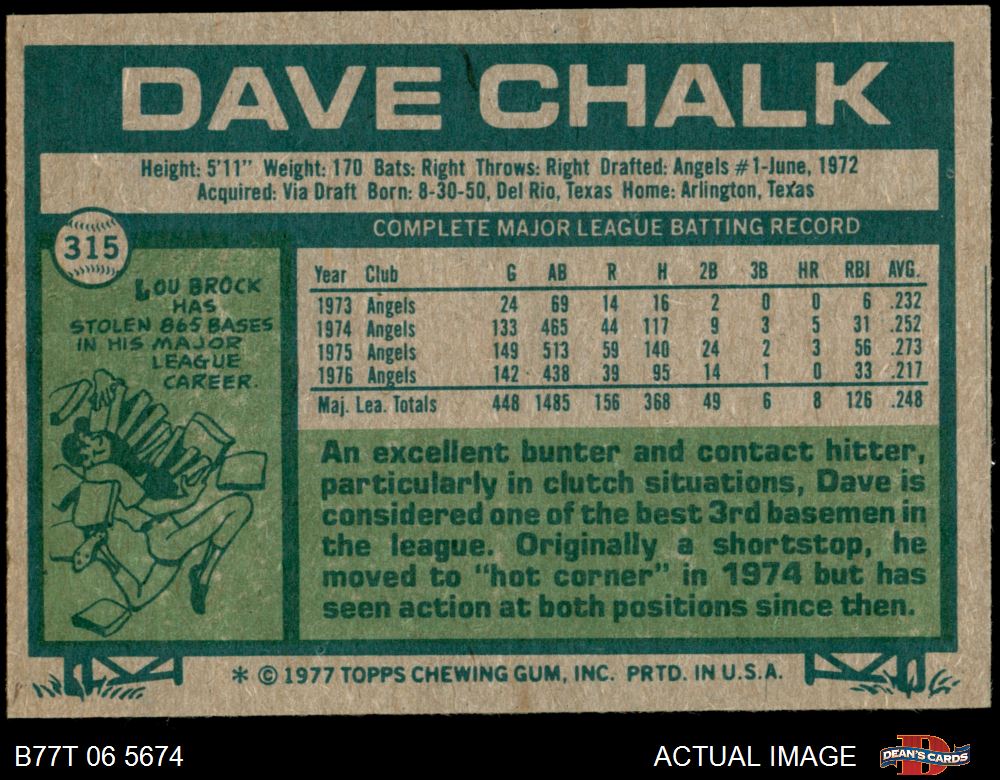 DAVE CHALK
Height: 5'11" Weight: 170 Bats: Right Throws: Right Drafted: Angels #1-June, 1972
Acquired: Via Draft Born: 8-30-50, Del Rio, Texas Home: Arlington, Texas
315
COMPLETE MAJOR LEAGUE BATTING RECORD
Year Club G AB R H 2B 3B HR RBI AVG.
1973 Angels 24 69 14 16 2 0 0 6 .232
1974 Angels 133 465 44 117 9 3 5 31 .252
1975 Angels 149 513 59 140 24 2 3 56 .273
1976 Angels 142 438 39 95 14 1 0 33 .217
Maj. Lea. Totals 448 1485 156 368 49 6 8 126 .248
LOU BROCK
HAS
STOLEN 865 BASES
IN HIS MAJOR
LEAGUE
CAREER.
An excellent bunter and contact hitter,
particularly in clutch situations, Dave is
considered one of the best 3rd basemen in
the league. Originally a shortstop, he
moved to "hot corner" in 1974 but has
seen action at both positions since then.
* © 1977 TOPPS CHEWING GUM, INC. PRTD. IN U.S.A.
B77T 06 5674
ACTUAL IMAGE
D
DEAN'S CARDS